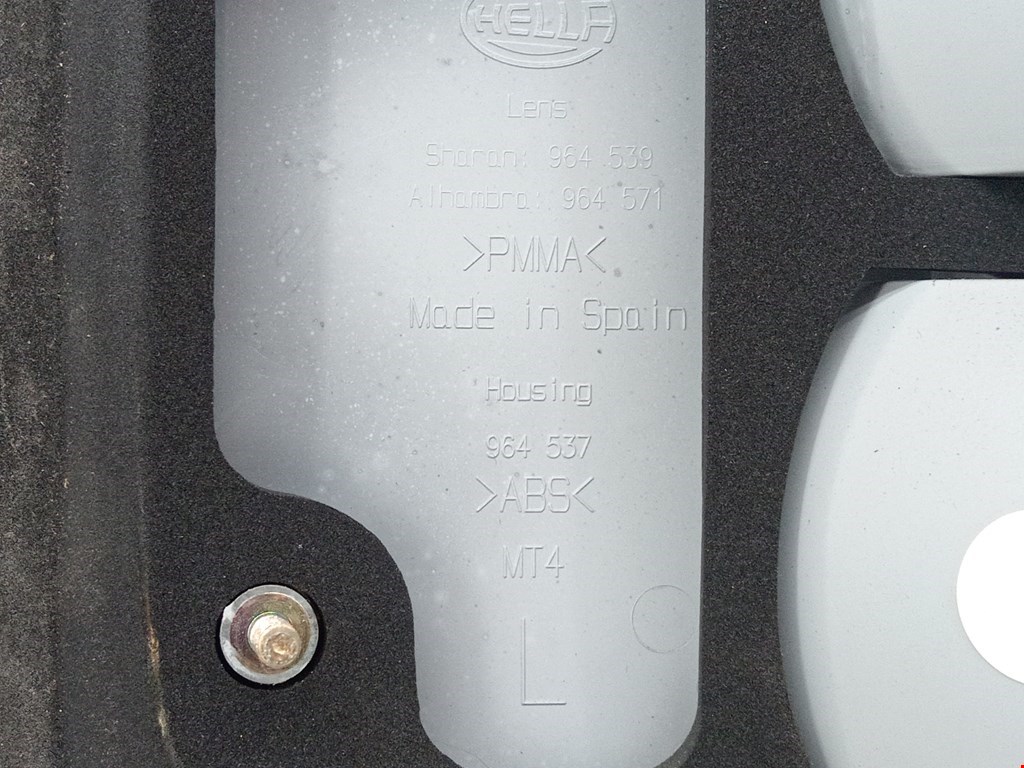 HELLA
Lens
Sharan: 964.539
Alhambra: 964 571
>PMMA<
Made in Spain
Housing
964 537
>ABS<
MT4
L